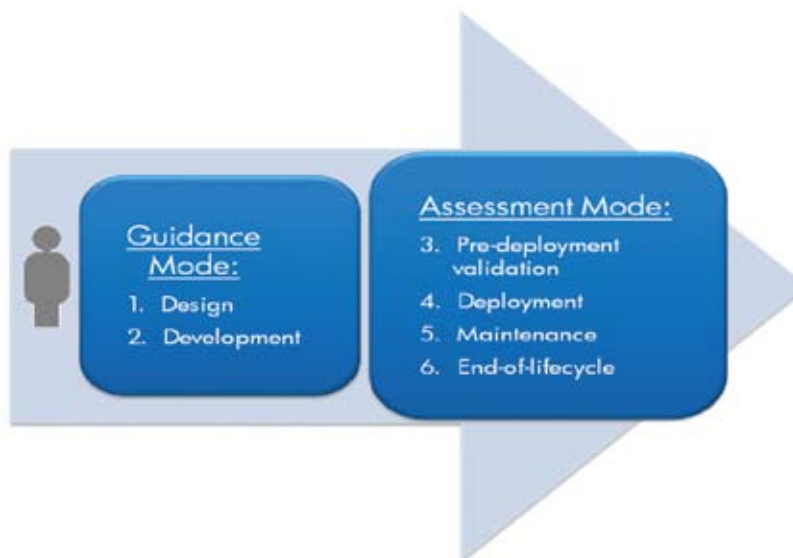 Guidance
Mode:
1. Design
2. Development
Assessment Mode:
3. Pre-deployment
validation
4. Deployment
5. Maintenance
6. End-of-lifecycle